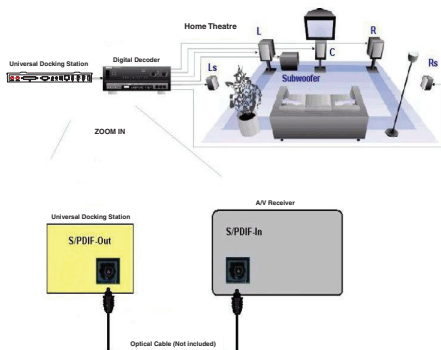 Home Theatre
L
R
C
Universal Docking Station
Digital Decoder
Ls
Subwoofer
Rs
ZOOM IN
A/V Receiver
Universal Docking Station
S/PDIF-Out
S/PDIF-In
Optical Cable (Not included)